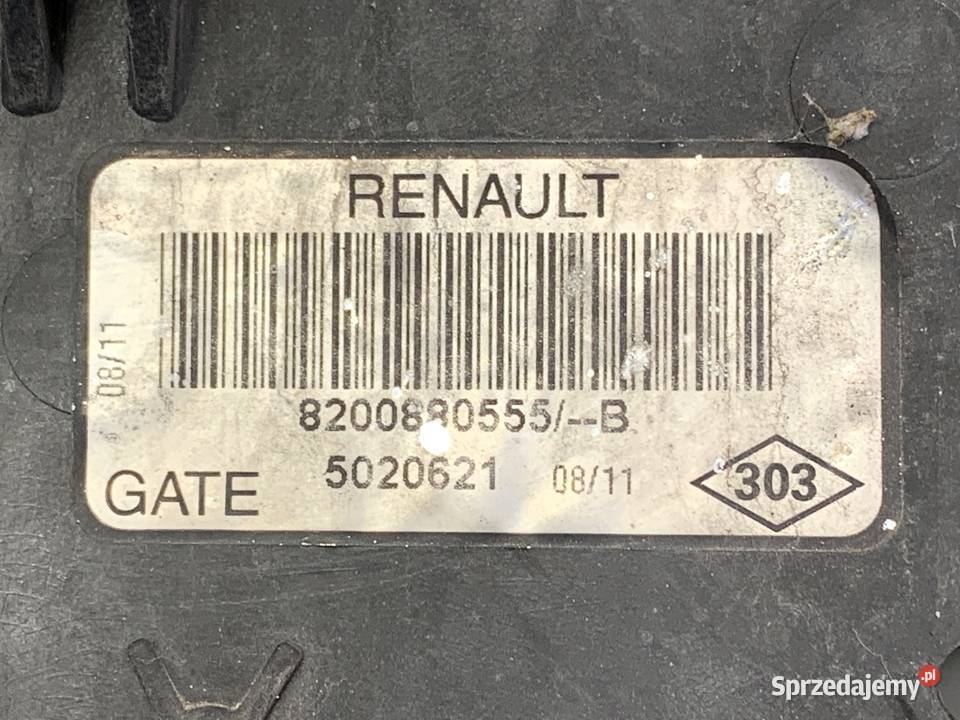 RENAULT
08/11
8200880555/--B
5020621 08/11
GATE
303
Sprzedajemy.pl